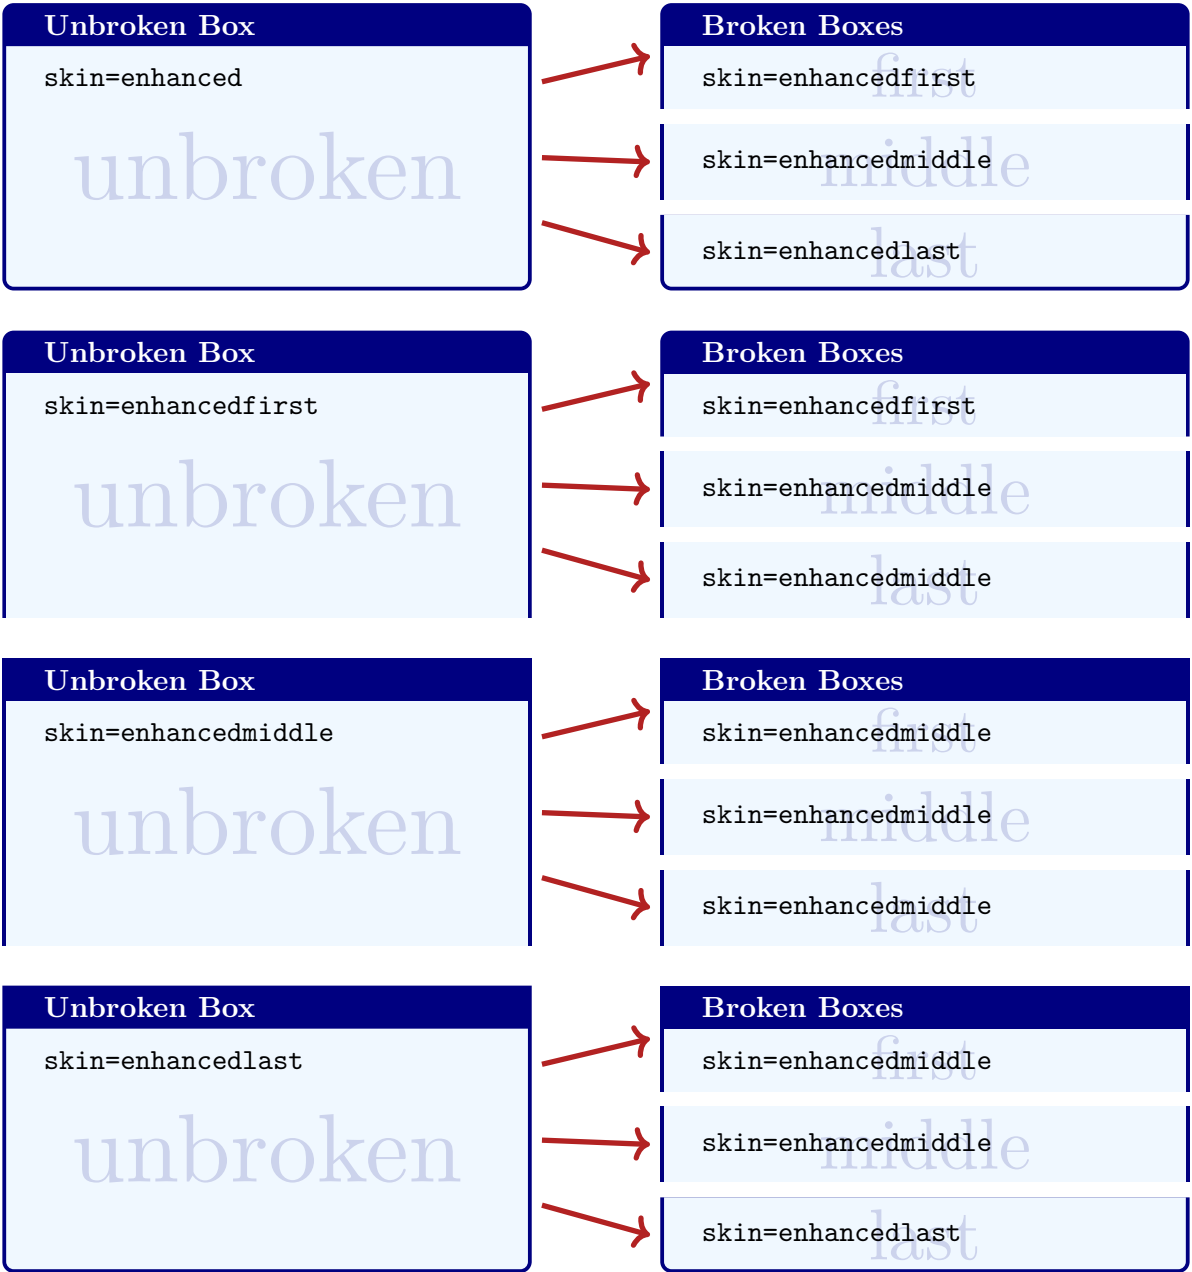 Unbroken Box
skin=enhanced
unbroken
Broken Boxes
first
skin=enhancedfirst
middle
skin=enhancedmiddle
last
skin=enhancedlast
Unbroken Box
skin=enhancedfirst
unbroken
Broken Boxes
first
skin=enhancedfirst
middle
skin=enhancedmiddle
last
skin=enhancedmiddle
Unbroken Box
skin=enhancedmiddle
unbroken
Broken Boxes
first
skin=enhancedmiddle
middle
skin=enhancedmiddle
last
skin=enhancedmiddle
Unbroken Box
skin=enhancedlast
unbroken
Broken Boxes
first
skin=enhancedmiddle
middle
skin=enhancedmiddle
last
skin=enhancedlast